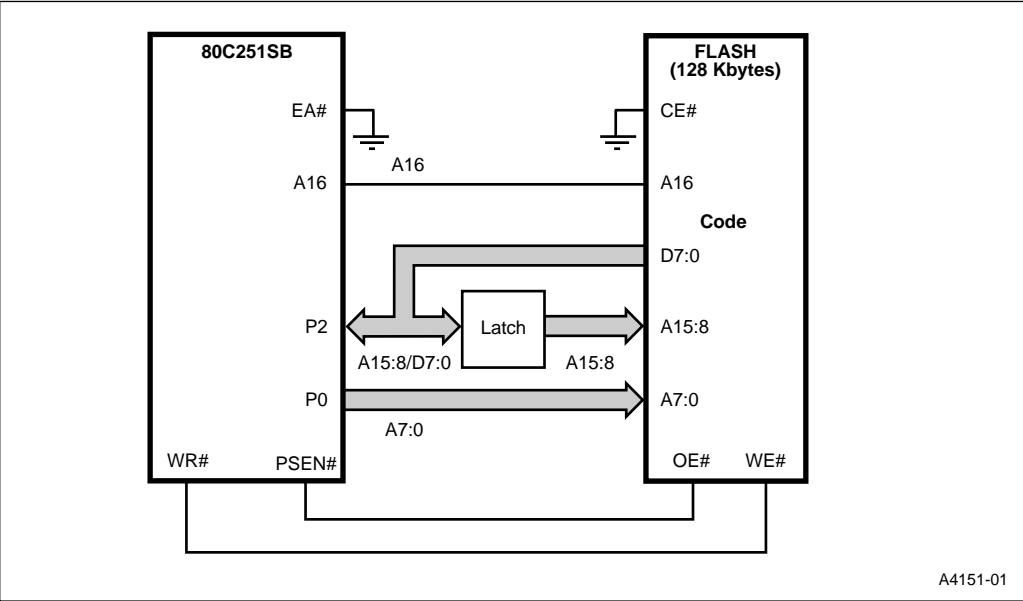 80C251SB
FLASH
(128 Kbytes)
EA#
CE#
A16
A16
A16
Code
D7:0
P2
Latch
A15:8
A15:8/D7:0
A15:8
P0
A7:0
A7:0
WR#
PSEN#
OE#
WE#
A4151-01